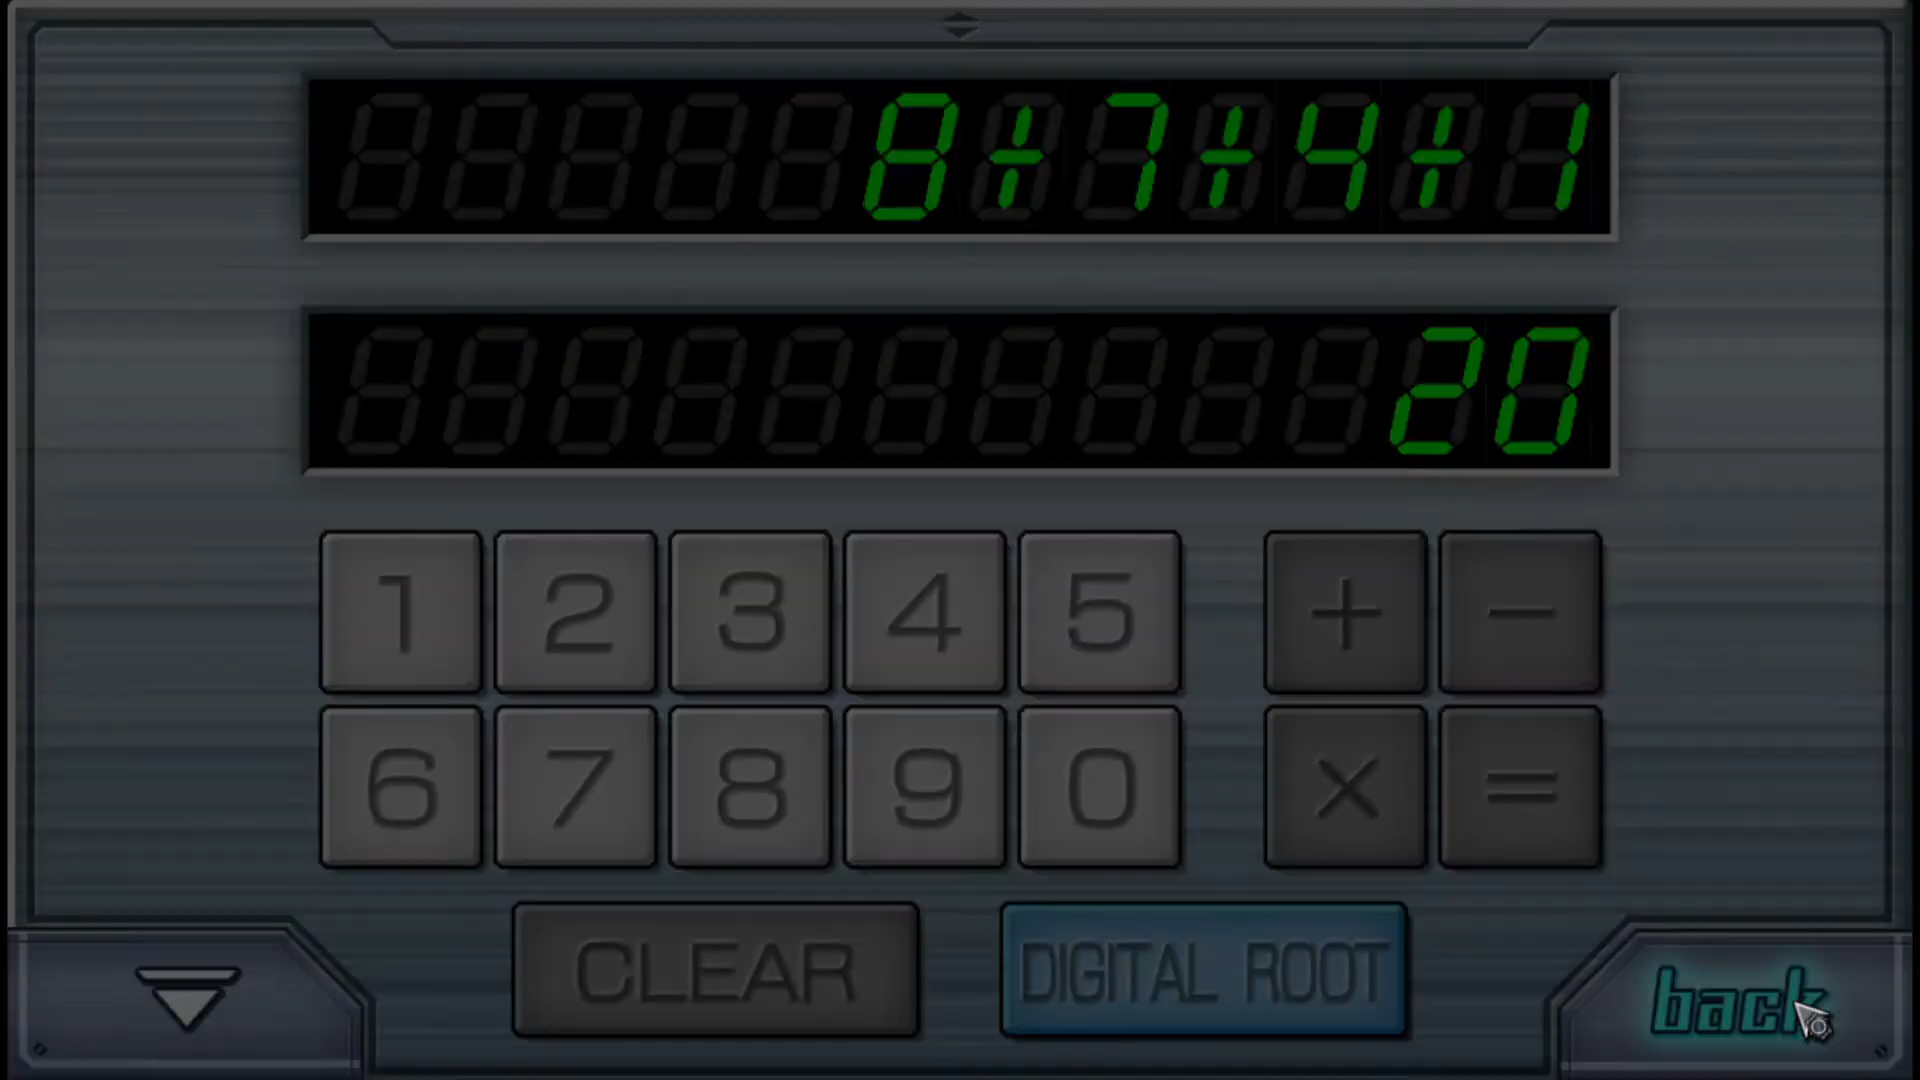 8+7+4+1
20
1 2 3 4 5 + −
6 7 8 9 0 × =
CLEAR DIGITAL ROOT
back